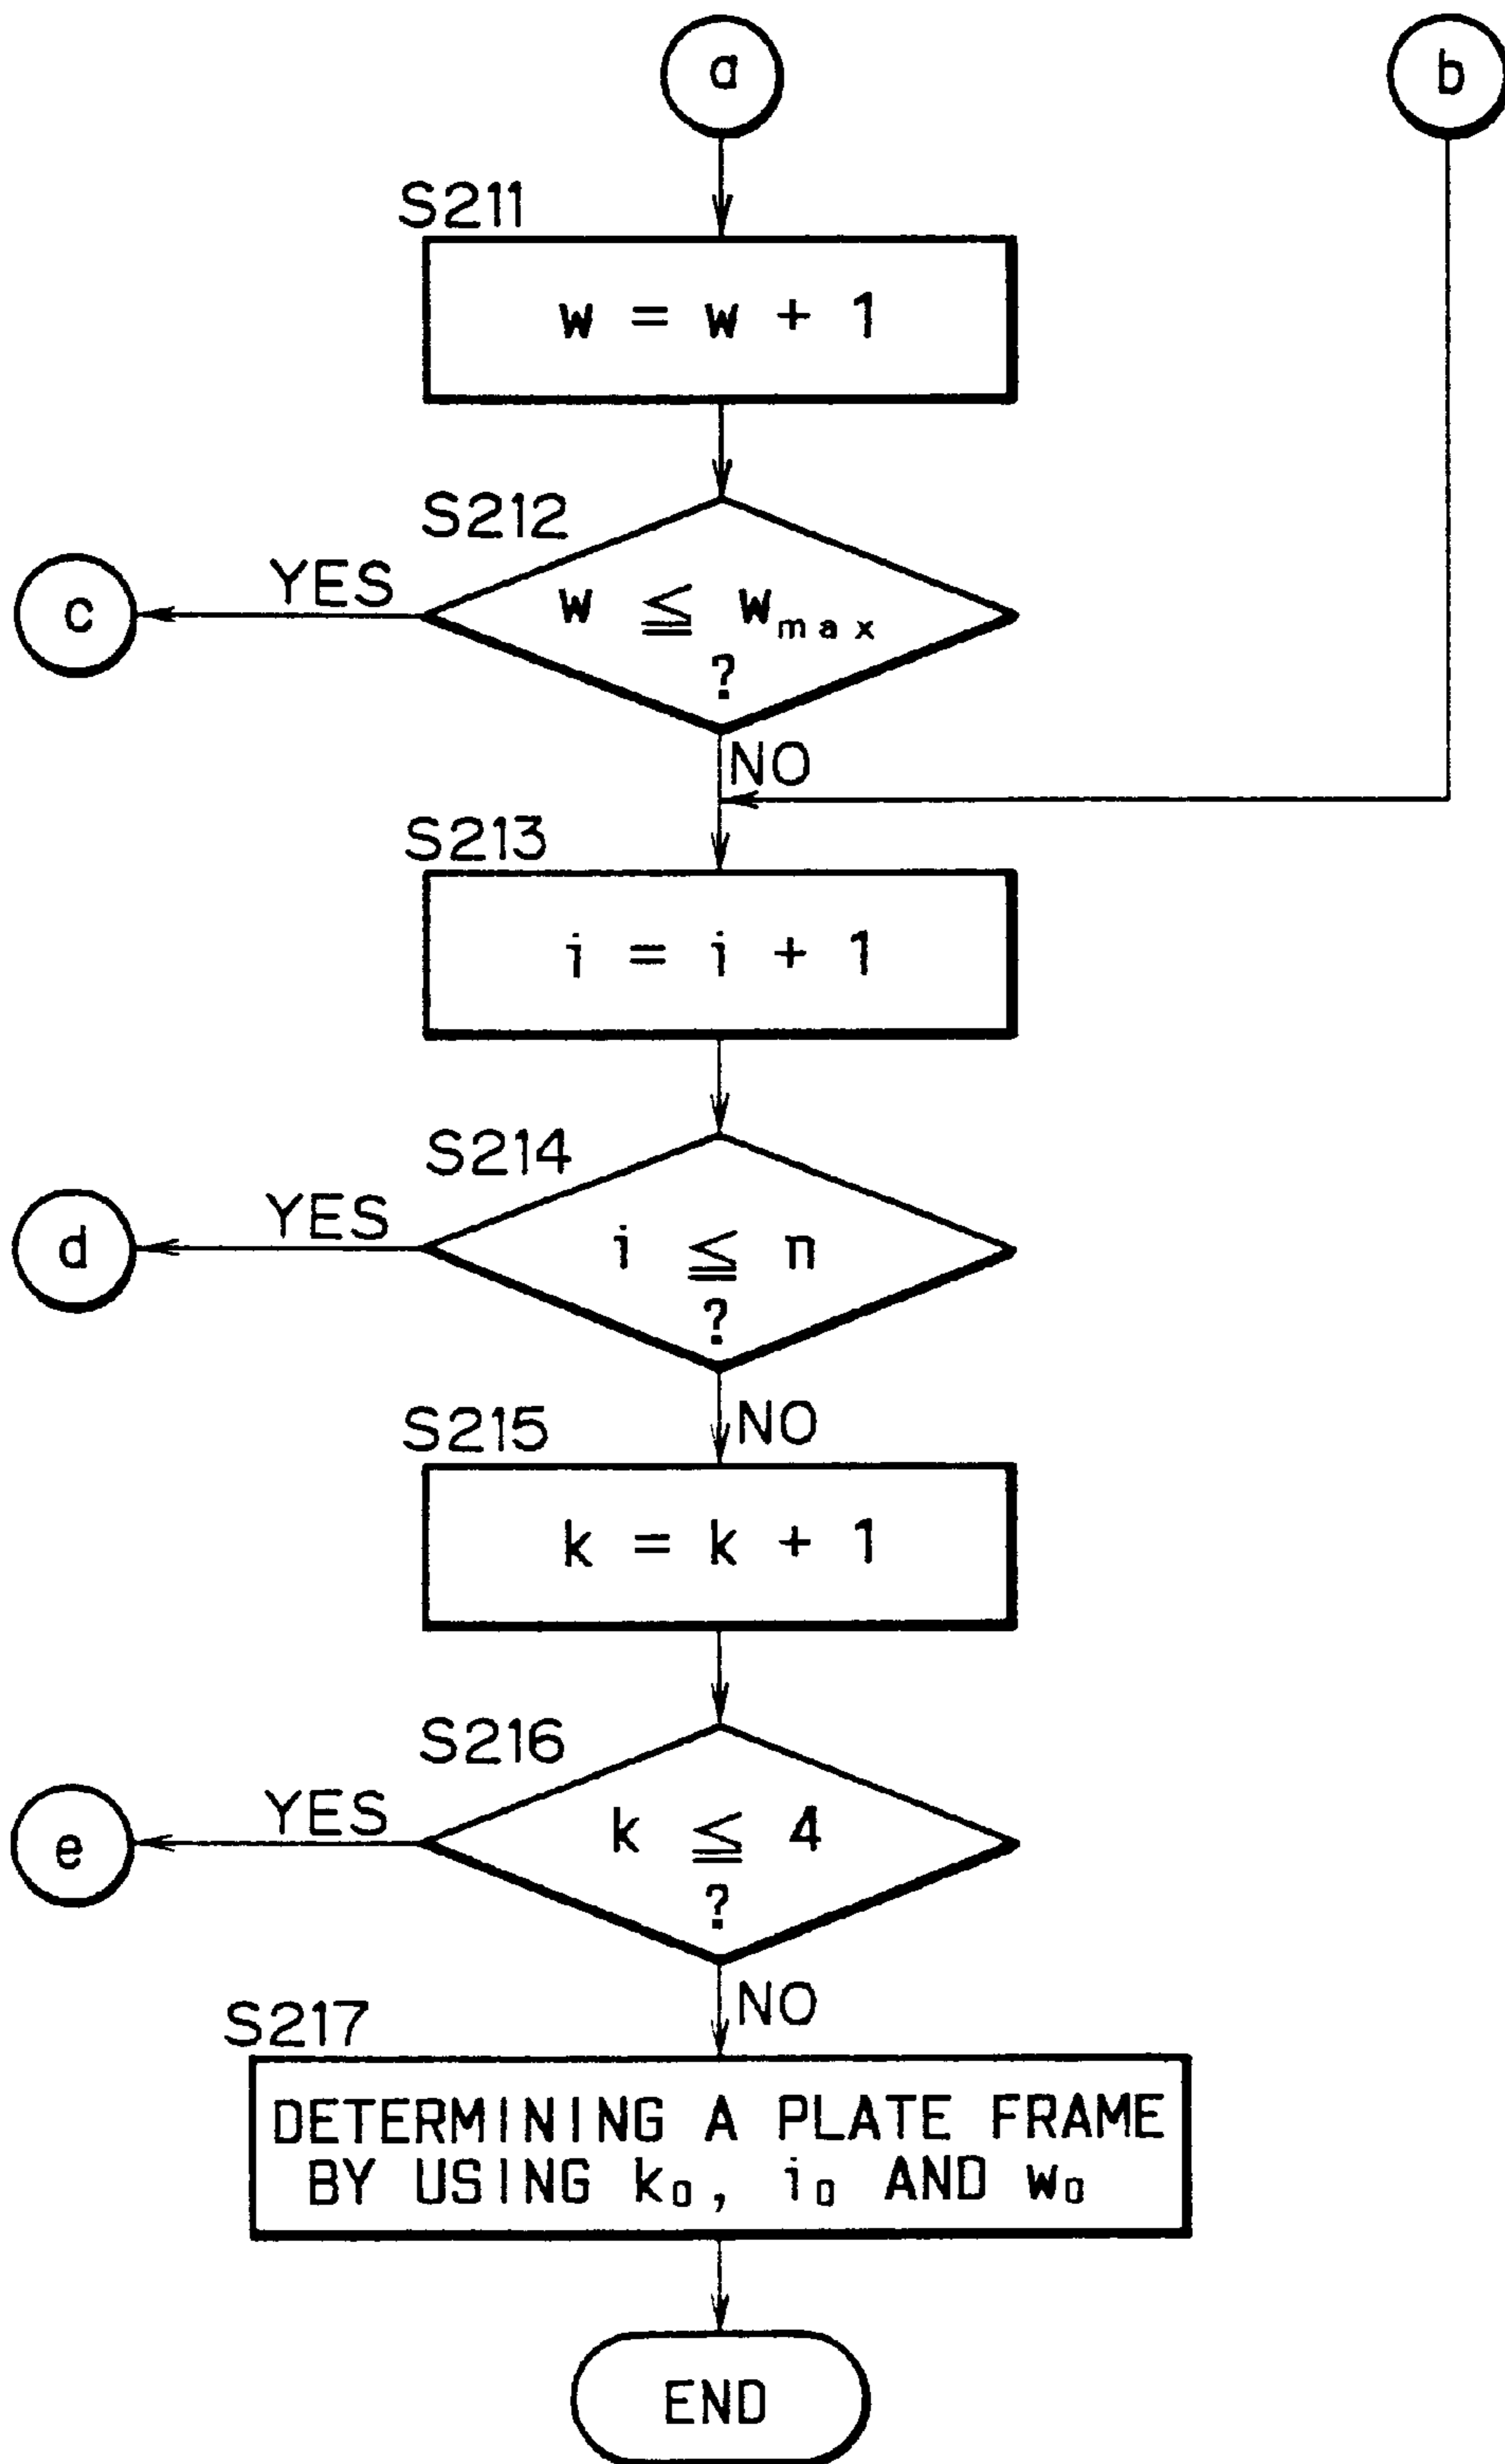 a
b
S211
w = w + 1
S212
YES
c
w ≦ wmax
?
NO
S213
i = i + 1
S214
YES
d
i ≦ n
?
NO
S215
k = k + 1
S216
YES
e
k ≦ 4
?
NO
S217
DETERMINING A PLATE FRAME
BY USING k0, i0 AND w0
END